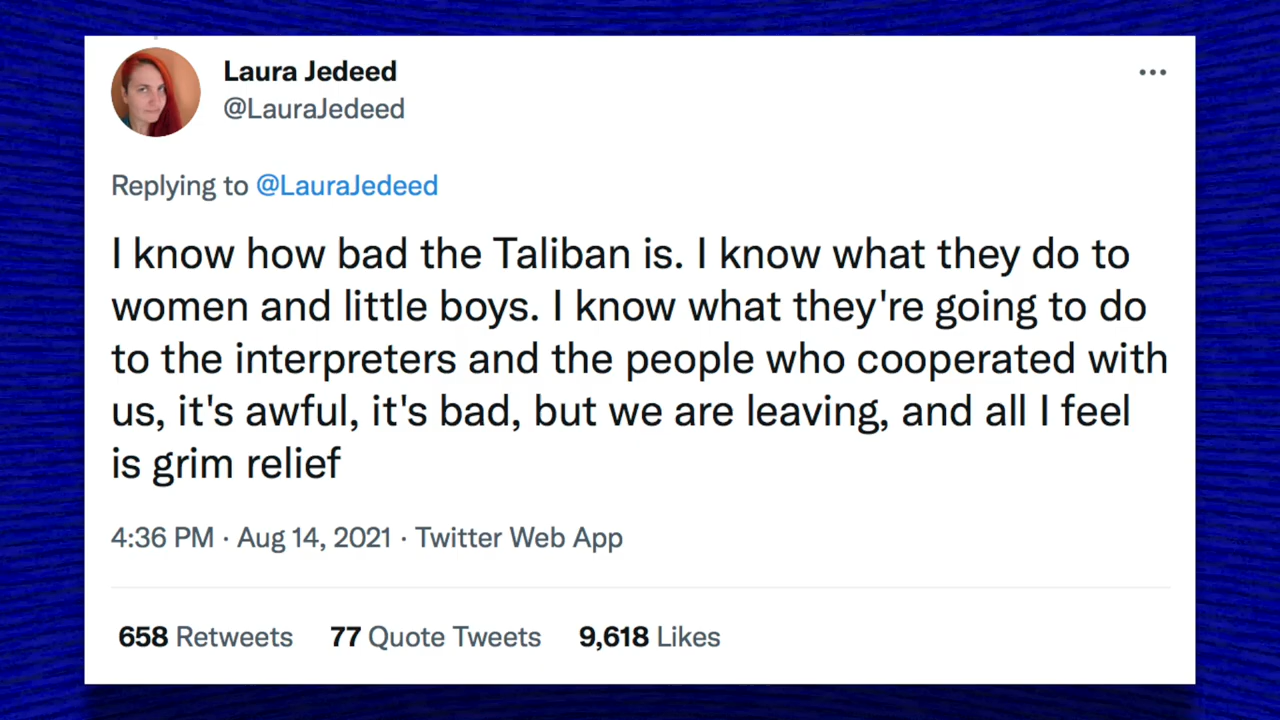 Laura Jedeed
@LauraJedeed
Replying to @LauraJedeed
I know how bad the Taliban is. I know what they do to
women and little boys. I know what they're going to do
to the interpreters and the people who cooperated with
us, it's awful, it's bad, but we are leaving, and all I feel
is grim relief
4:36 PM · Aug 14, 2021 · Twitter Web App
658 Retweets 77 Quote Tweets 9,618 Likes